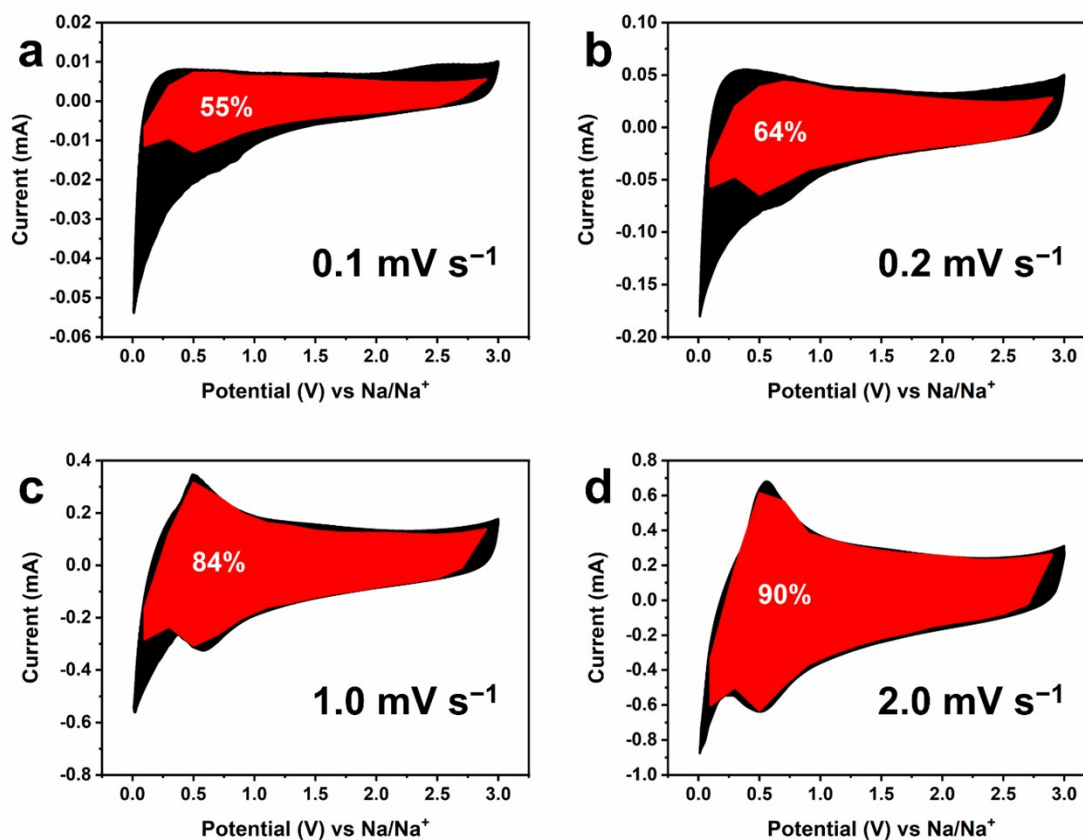 a
0.02
0.01
0.00
-0.01
-0.02
-0.03
-0.04
-0.05
-0.06
Current (mA)
55%
0.1 mV s⁻¹
0.0 0.5 1.0 1.5 2.0 2.5 3.0
Potential (V) vs Na/Na⁺
b
0.10
0.05
0.00
-0.05
-0.10
-0.15
-0.20
Current (mA)
64%
0.2 mV s⁻¹
0.0 0.5 1.0 1.5 2.0 2.5 3.0
Potential (V) vs Na/Na⁺
c
0.4
0.2
0.0
-0.2
-0.4
-0.6
-0.8
Current (mA)
84%
1.0 mV s⁻¹
0.0 0.5 1.0 1.5 2.0 2.5 3.0
Potential (V) vs Na/Na⁺
d
0.8
0.6
0.4
0.2
0.0
-0.2
-0.4
-0.6
-0.8
-1.0
Current (mA)
90%
2.0 mV s⁻¹
0.0 0.5 1.0 1.5 2.0 2.5 3.0
Potential (V) vs Na/Na⁺